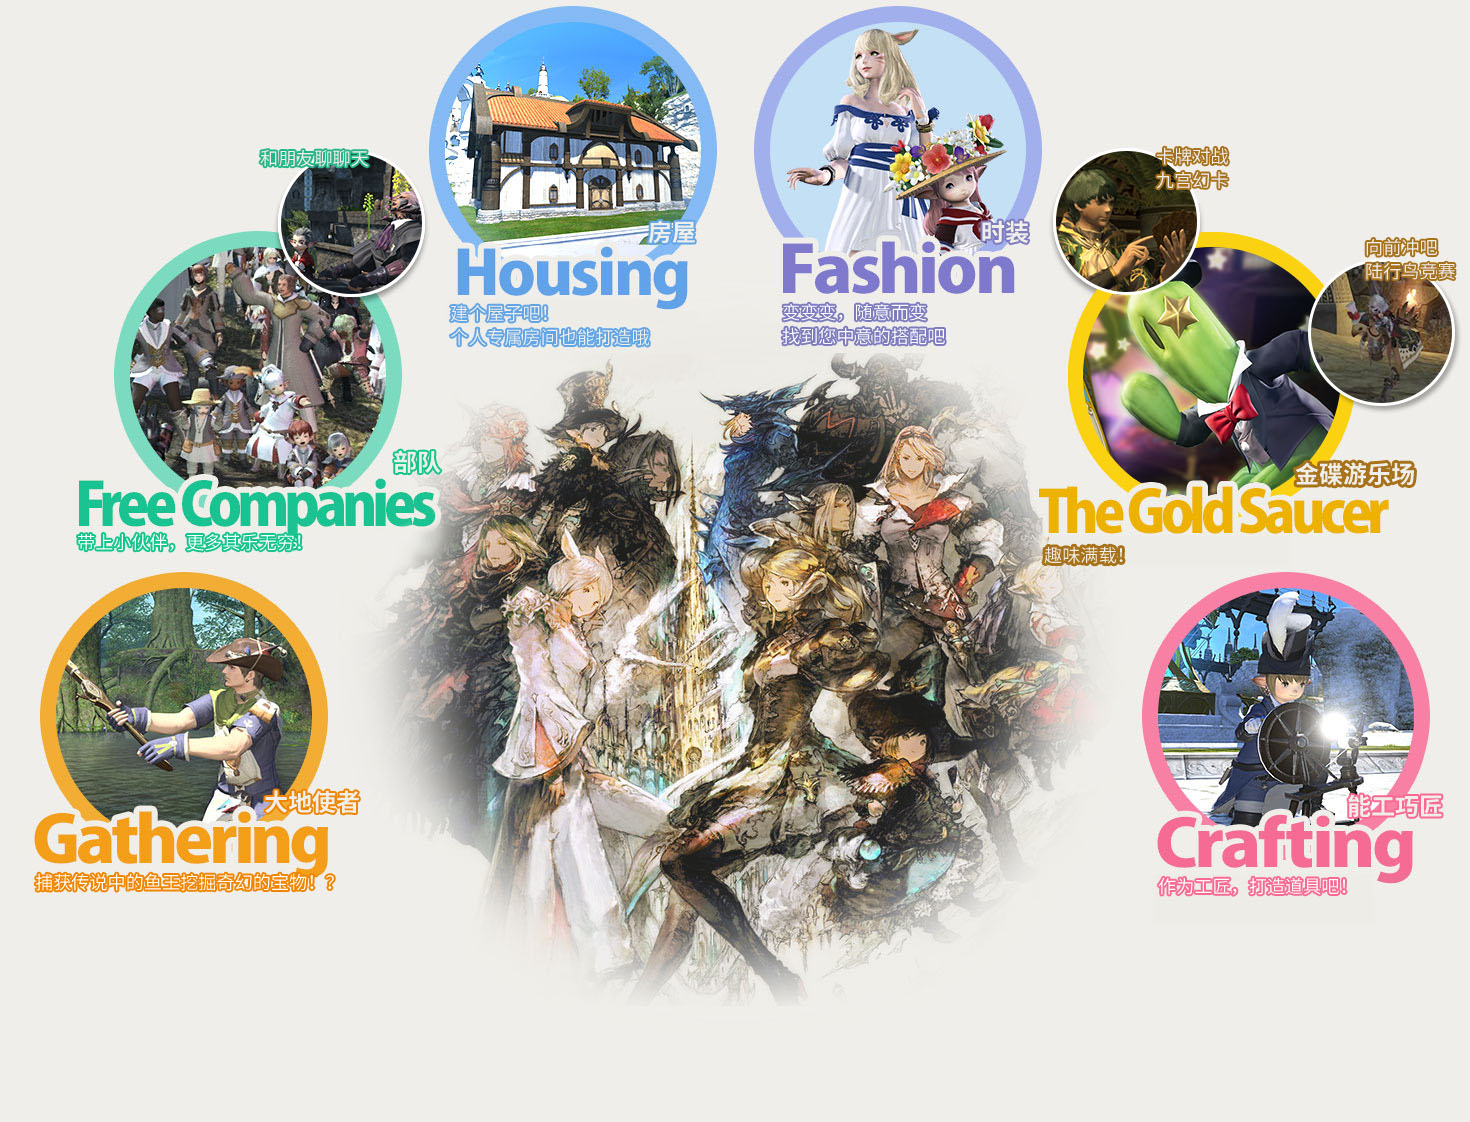 房屋
Housing
建个屋子吧!
个人专属房间也能打造哦
时装
Fashion
变变变，随意而变
找到您中意的搭配吧
和朋友聊聊天
部队
Free Companies
带上小伙伴，更多其乐无穷!
卡牌对战
九宫幻卡
向前冲吧
陆行鸟竞赛
金碟游乐场
The Gold Saucer
趣味满载!
大地使者
Gathering
捕获传说中的鱼王挖掘奇幻的宝物！？
能工巧匠
Crafting
作为工匠，打造道具吧!